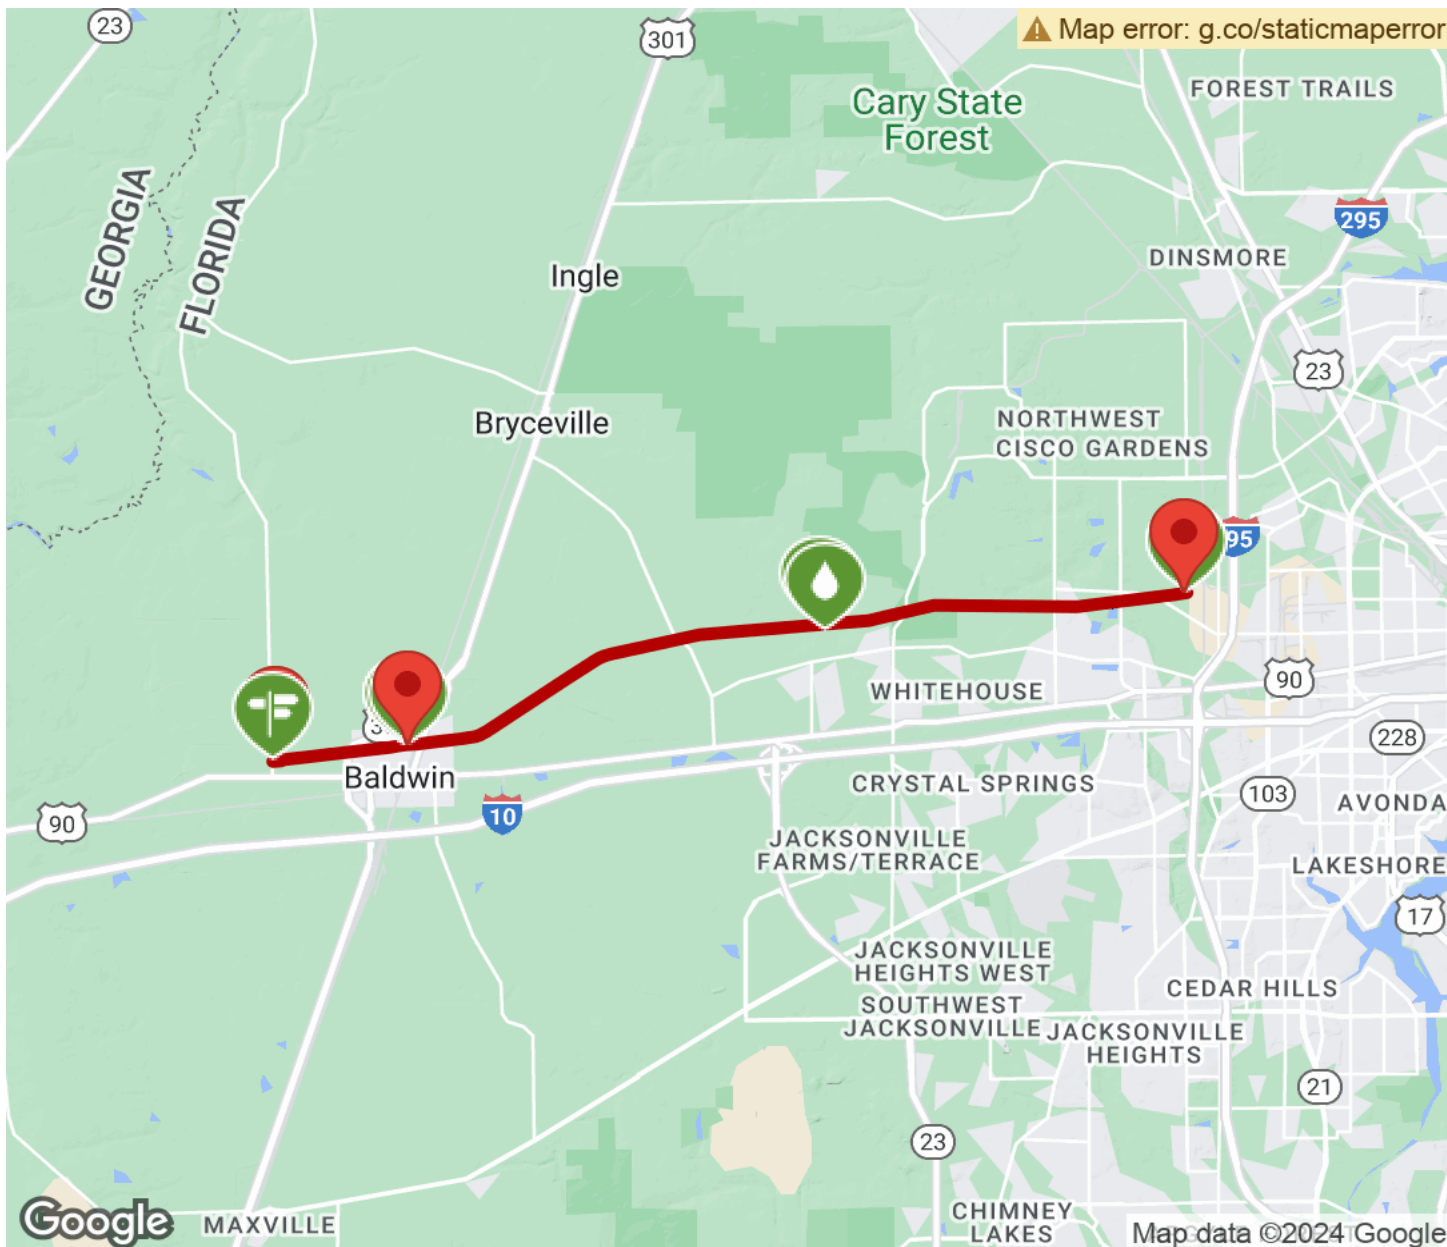 23
301
Map error: g.co/staticmaperror
FOREST TRAILS
Cary State
Forest
GEORGIA
FLORIDA
295
DINSMORE
Ingle
23
Bryceville
NORTHWEST
CISCO GARDENS
95
WHITEHOUSE
90
228
Baldwin
CRYSTAL SPRINGS
103
AVONDA
90
10
JACKSONVILLE
FARMS/TERRACE
LAKESHORE
17
JACKSONVILLE
HEIGHTS WEST
CEDAR HILLS
SOUTHWEST
JACKSONVILLE
JACKSONVILLE
HEIGHTS
21
23
Google
MAXVILLE
CHIMNEY
LAKES
Map data ©2024 Google